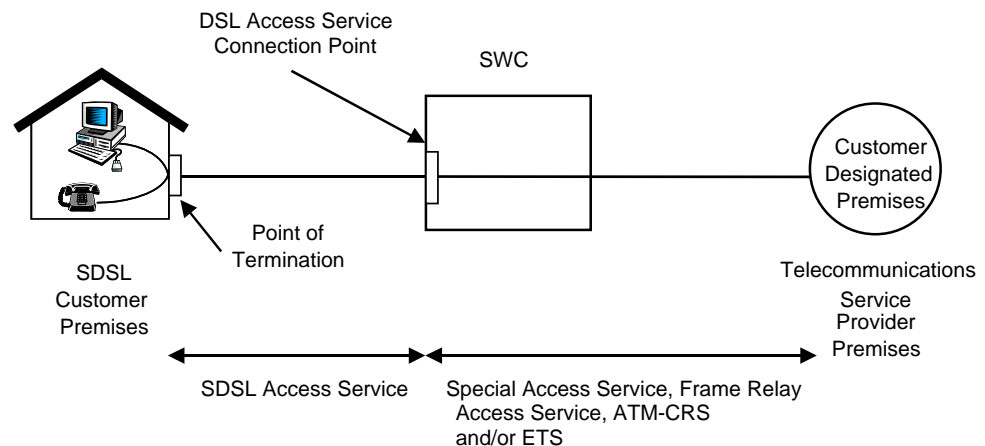 DSL Access Service
Connection Point
SWC
Customer
Designated
Premises
Point of
Termination
SDSL
Customer
Premises
Telecommunications
Service
Provider
Premises
SDSL Access Service
Special Access Service, Frame Relay
Access Service, ATM-CRS
and/or ETS